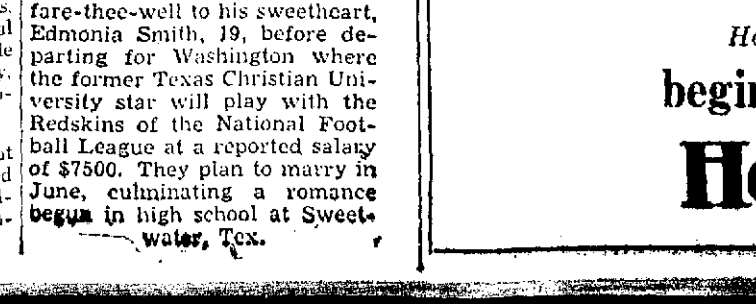 fare-thee-well to his sweetheart,
Edmonia Smith, 19, before de-
parting for Washington where
the former Texas Christian Uni-
versity star will play with the
Redskins of the National Foot-
ball League at a reported salary
of $7500. They plan to marry in
June, culminating a romance
begun in high school at Sweet-
water, Tex.
begin